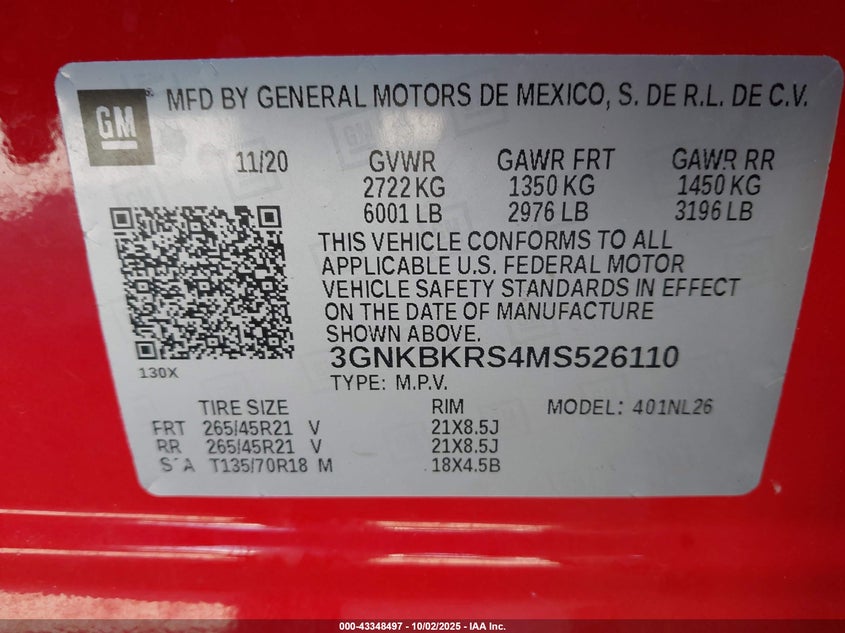 GM® MFD BY GENERAL MOTORS DE MEXICO, S. DE R.L. DE C.V.
11/20 GVWR GAWR FRT GAWR RR
2722 KG 1350 KG 1450 KG
6001 LB 2976 LB 3196 LB
THIS VEHICLE CONFORMS TO ALL
APPLICABLE U.S. FEDERAL MOTOR
VEHICLE SAFETY STANDARDS IN EFFECT
ON THE DATE OF MANUFACTURE
SHOWN ABOVE.
3GNKBKRS4MS526110
130X
TYPE: M.P.V.
TIRE SIZE RIM MODEL: 401NL26
FRT 265/45R21 V 21X8.5J
RR 265/45R21 V 21X8.5J
S A T135/70R18 M 18X4.5B
000-43348497 - 10/02/2025 - IAA Inc.